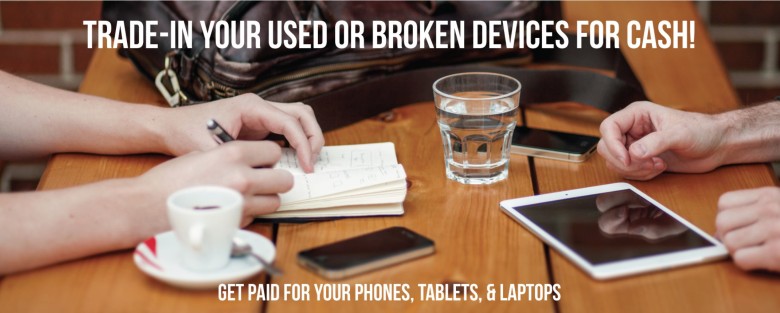 TRADE-IN YOUR USED OR BROKEN DEVICES FOR CASH!
GET PAID FOR YOUR PHONES, TABLETS, & LAPTOPS